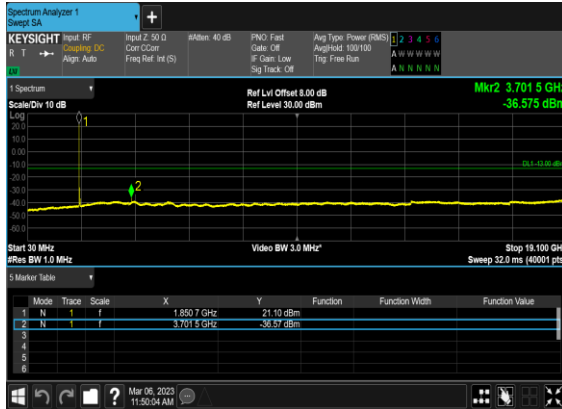 Spectrum Analyzer 1
Swept SA
+
KEYSIGHT
R T
LU
Input: RF
Coupling: DC
Align: Auto
Input Z: 50 Ω
Corr CCorr
Freq Ref: Int (S)
#Atten: 40 dB
PNO: Fast
Gate: Off
IF Gain: Low
Sig Track: Off
Avg Type: Power (RMS)
Avg|Hold: 100/100
Trig: Free Run
1 2 3 4 5 6
A W W W W W
A N N N N N
1 Spectrum
Scale/Div 10 dB
Ref Lvl Offset 8.00 dB
Ref Level 30.00 dBm
Mkr2 3.701 5 GHz
-36.575 dBm
Log
20.0
10.0
0.00
-10.0
-20.0
-30.0
-40.0
-50.0
-60.0
1
2
DL1 -13.00 dBm
Start 30 MHz
#Res BW 1.0 MHz
Video BW 3.0 MHz*
Stop 19.100 GHz
Sweep 32.0 ms (40001 pts)
5 Marker Table
Mode Trace Scale X Y Function Function Width Function Value
1 N 1 f 1.850 7 GHz 21.10 dBm
2 N 1 f 3.701 5 GHz -36.57 dBm
3
4
5
6
?
Mar 06, 2023
11:50:04 AM